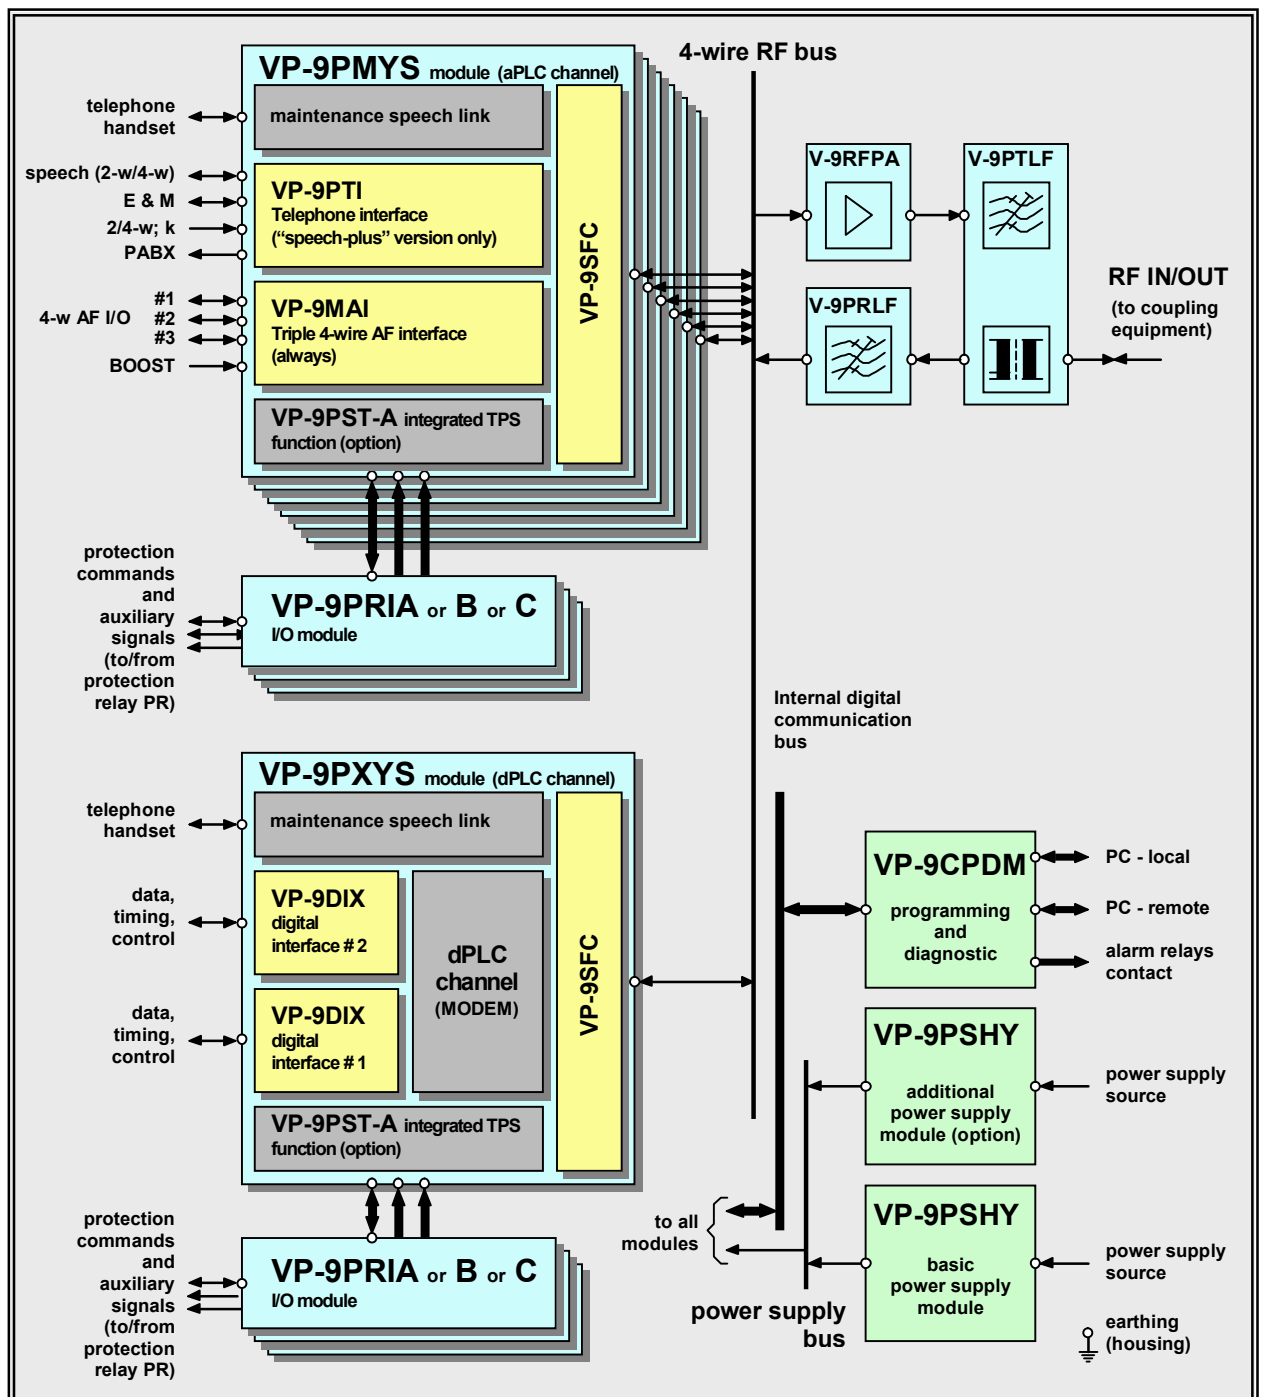 VP-9PMYS module (aPLC channel)
4-wire RF bus
telephone
handset
maintenance speech link
speech (2-w/4-w)
E & M
2/4-w; k
PABX
VP-9PTI
Telephone interface
(“speech-plus” version only)
#1
4-w AF I/O #2
#3
BOOST
VP-9MAI
Triple 4-wire AF interface
(always)
VP-9PST-A integrated TPS
function (option)
VP-9SFC
V-9RFPA
V-9PTLF
V-9PRLF
RF IN/OUT
(to coupling
equipment)
protection
commands
and
auxiliary
signals
(to/from
protection
relay PR)
VP-9PRIA or B or C
I/O module
Internal digital
communication
bus
VP-9PXYS module (dPLC channel)
telephone
handset
maintenance speech link
data,
timing,
control
VP-9DIX
digital
interface # 2
data,
timing,
control
VP-9DIX
digital
interface # 1
dPLC
channel
(MODEM)
VP-9PST-A integrated TPS
function (option)
VP-9SFC
VP-9CPDM
programming
and
diagnostic
PC - local
PC - remote
alarm relays
contact
VP-9PSHY
additional
power supply
module (option)
power supply
source
VP-9PSHY
basic
power supply
module
power supply
source
to all
modules
power supply
bus
earthing
(housing)
protection
commands
and
auxiliary
signals
(to/from
protection
relay PR)
VP-9PRIA or B or C
I/O module